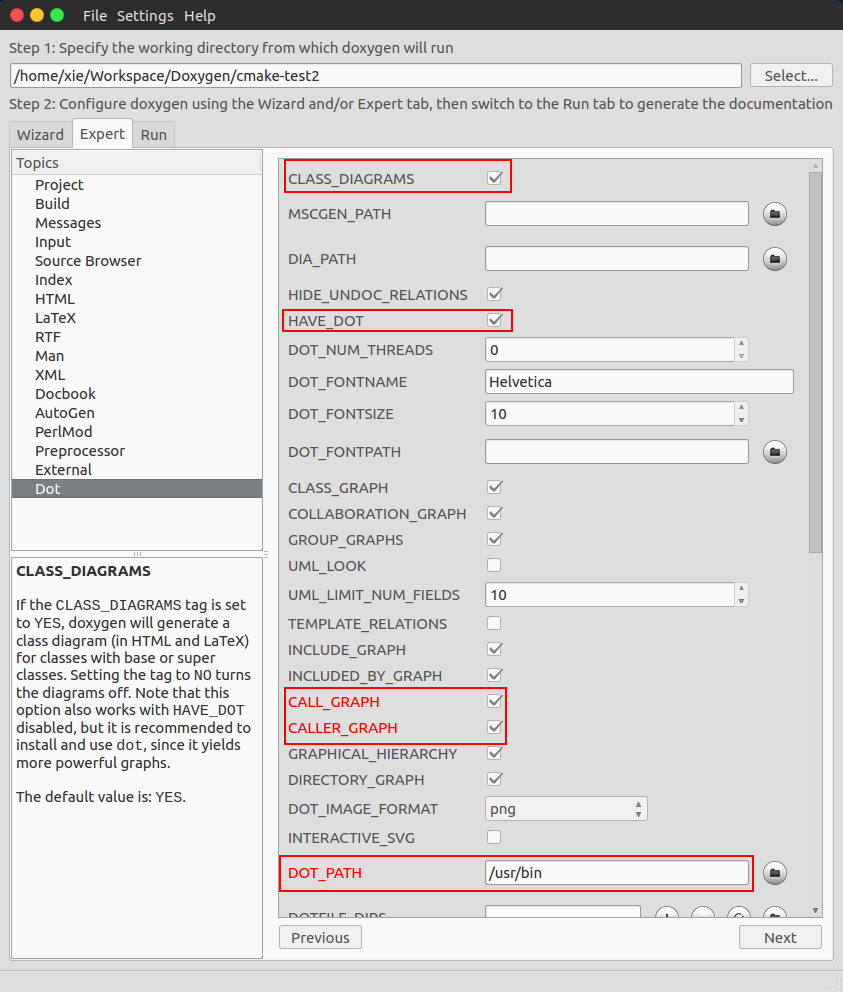 File Settings Help
Step 1: Specify the working directory from which doxygen will run
/home/xie/Workspace/Doxygen/cmake-test2
Select...
Step 2: Configure doxygen using the Wizard and/or Expert tab, then switch to the Run tab to generate the documentation
Wizard Expert Run
Topics
Project
Build
Messages
Input
Source Browser
Index
HTML
LaTeX
RTF
Man
XML
Docbook
AutoGen
PerlMod
Preprocessor
External
Dot
CLASS_DIAGRAMS
If the CLASS_DIAGRAMS tag is set
to YES, doxygen will generate a
class diagram (in HTML and LaTeX)
for classes with base or super
classes. Setting the tag to NO turns
the diagrams off. Note that this
option also works with HAVE_DOT
disabled, but it is recommended to
install and use dot, since it yields
more powerful graphs.
The default value is: YES.
CLASS_DIAGRAMS
MSCGEN_PATH
DIA_PATH
HIDE_UNDOC_RELATIONS
HAVE_DOT
DOT_NUM_THREADS 0
DOT_FONTNAME Helvetica
DOT_FONTSIZE 10
DOT_FONTPATH
CLASS_GRAPH
COLLABORATION_GRAPH
GROUP_GRAPHS
UML_LOOK
UML_LIMIT_NUM_FIELDS 10
TEMPLATE_RELATIONS
INCLUDE_GRAPH
INCLUDED_BY_GRAPH
CALL_GRAPH
CALLER_GRAPH
GRAPHICAL_HIERARCHY
DIRECTORY_GRAPH
DOT_IMAGE_FORMAT png
INTERACTIVE_SVG
DOT_PATH /usr/bin
DOTFILE_DIRS
Previous Next